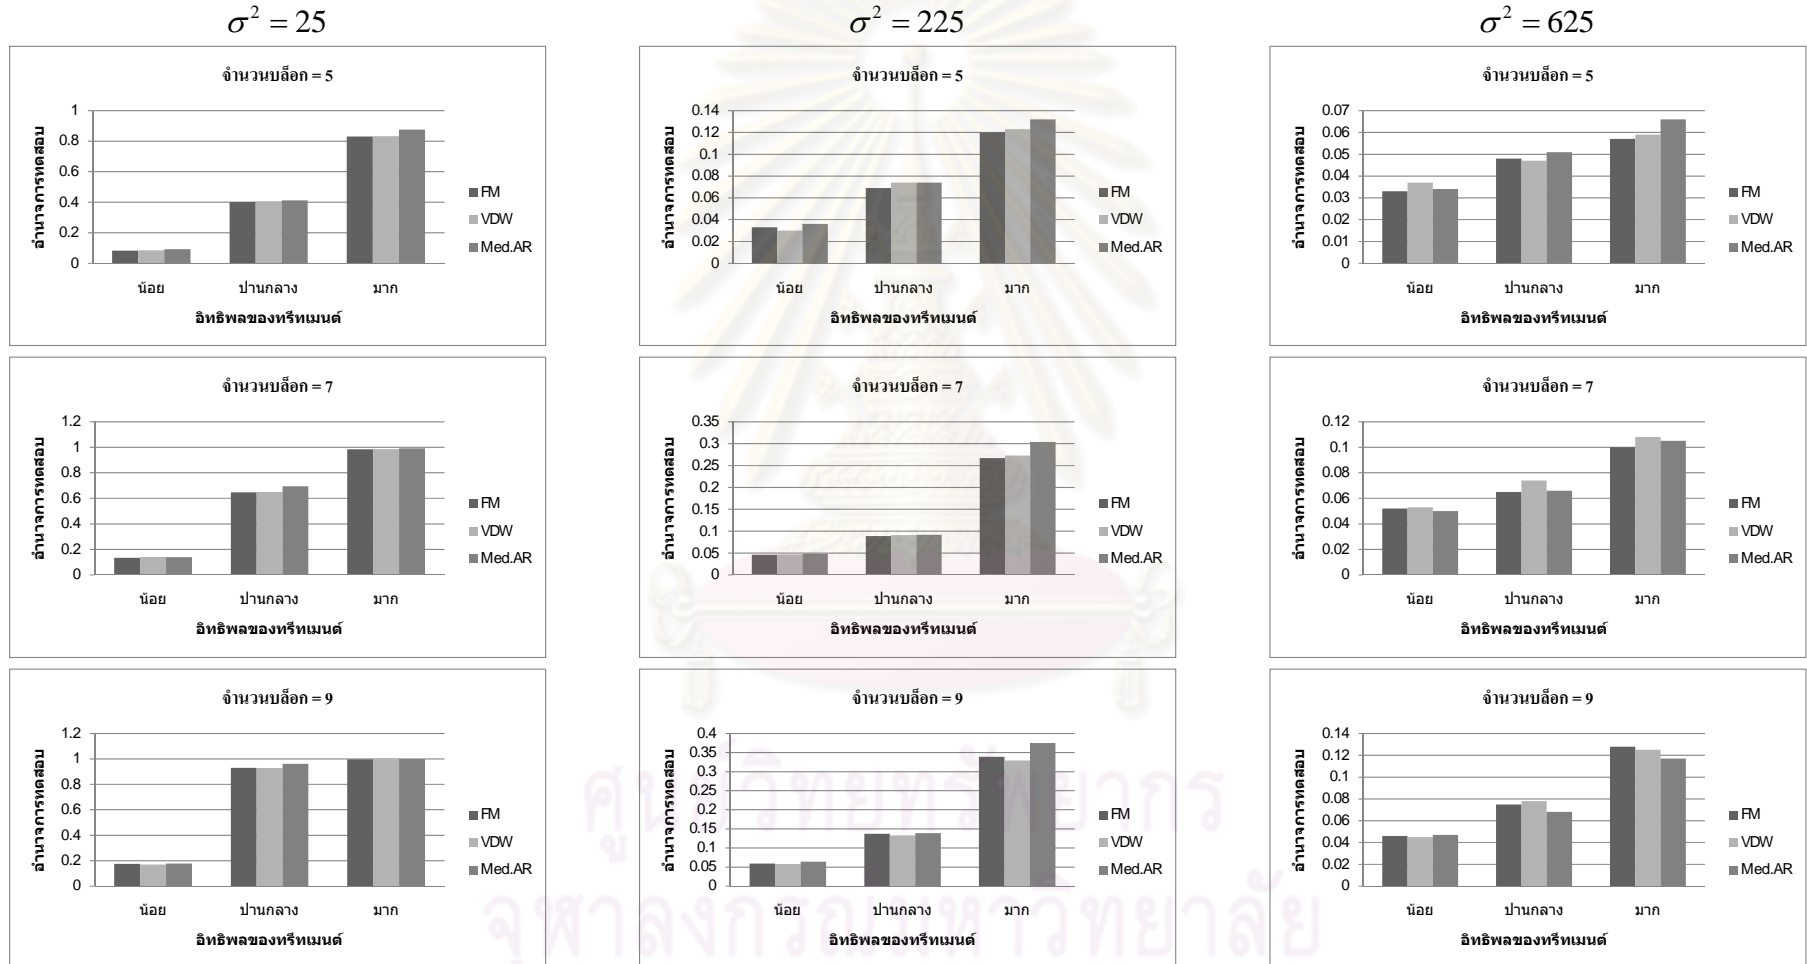 σ² = 25
σ² = 225
σ² = 625
จำนวนบล็อก = 5
อำนาจการทดสอบ
1
0.8
0.6
0.4
0.2
0
น้อย ปานกลาง มาก
อิทธิพลของทรีทเมนต์
FM
VDW
Med.AR
จำนวนบล็อก = 5
อำนาจการทดสอบ
0.14
0.12
0.1
0.08
0.06
0.04
0.02
0
น้อย ปานกลาง มาก
อิทธิพลของทรีทเมนต์
FM
VDW
Med.AR
จำนวนบล็อก = 5
อำนาจการทดสอบ
0.07
0.06
0.05
0.04
0.03
0.02
0.01
0
น้อย ปานกลาง มาก
อิทธิพลของทรีทเมนต์
FM
VDW
Med.AR
จำนวนบล็อก = 7
อำนาจการทดสอบ
1.2
1
0.8
0.6
0.4
0.2
0
น้อย ปานกลาง มาก
อิทธิพลของทรีทเมนต์
FM
VDW
Med.AR
จำนวนบล็อก = 7
อำนาจการทดสอบ
0.35
0.3
0.25
0.2
0.15
0.1
0.05
0
น้อย ปานกลาง มาก
อิทธิพลของทรีทเมนต์
FM
VDW
Med.AR
จำนวนบล็อก = 7
อำนาจการทดสอบ
0.12
0.1
0.08
0.06
0.04
0.02
0
น้อย ปานกลาง มาก
อิทธิพลของทรีทเมนต์
FM
VDW
Med.AR
จำนวนบล็อก = 9
อำนาจการทดสอบ
1.2
1
0.8
0.6
0.4
0.2
0
น้อย ปานกลาง มาก
อิทธิพลของทรีทเมนต์
FM
VDW
Med.AR
จำนวนบล็อก = 9
อำนาจการทดสอบ
0.4
0.35
0.3
0.25
0.2
0.15
0.1
0.05
0
น้อย ปานกลาง มาก
อิทธิพลของทรีทเมนต์
FM
VDW
Med.AR
จำนวนบล็อก = 9
อำนาจการทดสอบ
0.14
0.12
0.1
0.08
0.06
0.04
0.02
0
น้อย ปานกลาง มาก
อิทธิพลของทรีทเมนต์
FM
VDW
Med.AR
ศูนย์วิทยทรัพยากร
จุฬาลงกรณ์มหาวิทยาลัย